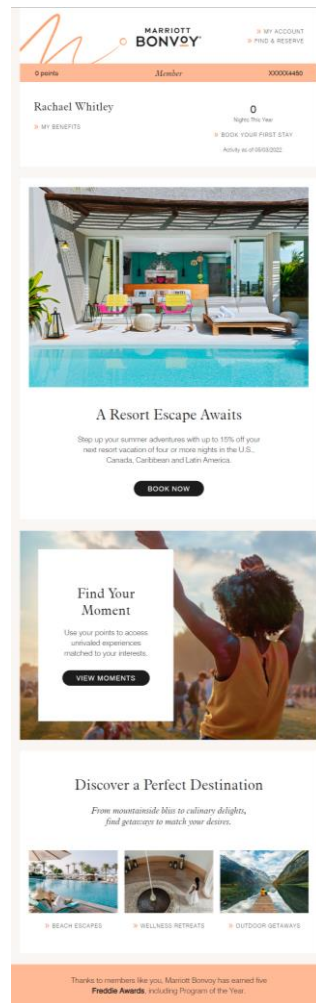 MARRIOTT
BONVOY
» MY ACCOUNT
» FIND & RESERVE
0 points
Member
XXXXX4480
Rachael Whitley
» MY BENEFITS
0
Nights This Year
» BOOK YOUR FIRST STAY
Activity as of 06/03/2022.
A Resort Escape Awaits
Step up your summer adventures with up to 15% off your
next resort vacation of four or more nights in the U.S.,
Canada, Caribbean and Latin America.
BOOK NOW
Find Your
Moment
Use your points to access
unrivaled experiences
matched to your interests.
VIEW MOMENTS
Discover a Perfect Destination
From mountainside bliss to culinary delights,
find getaways to match your desires.
» BEACH ESCAPES
» WELLNESS RETREATS
» OUTDOOR GETAWAYS
Thanks to members like you, Marriott Bonvoy has earned five
Freddie Awards, including Program of the Year.